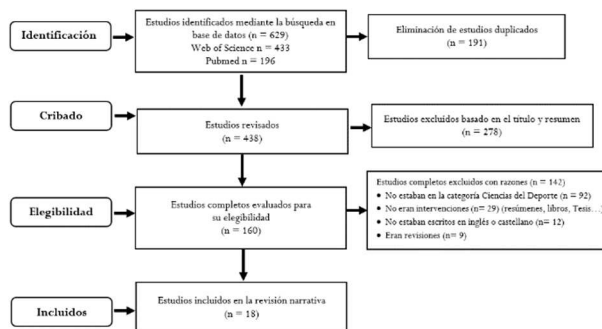 Identificación
Estudios identificados mediante la búsqueda en
base de datos (n = 629)
Web of Science n = 433
Pubmed n = 196
Eliminación de estudios duplicados
(n = 191)
Cribado
Estudios revisados
(n = 438)
Estudios excluidos basado en el título y resumen
(n = 278)
Elegibilidad
Estudios completos evaluados para
su elegibilidad
(n = 160)
Estudios completos excluidos con razones (n = 142)
• No estaban en la categoría Ciencias del Deporte (n = 92)
• No eran intervenciones (n= 29) (resúmenes, libros, Tesis…)
• No estaban escritos en inglés o castellano (n= 12)
• Eran revisiones (n= 9)
Incluidos
Estudios incluidos en la revisión narrativa
(n = 18)